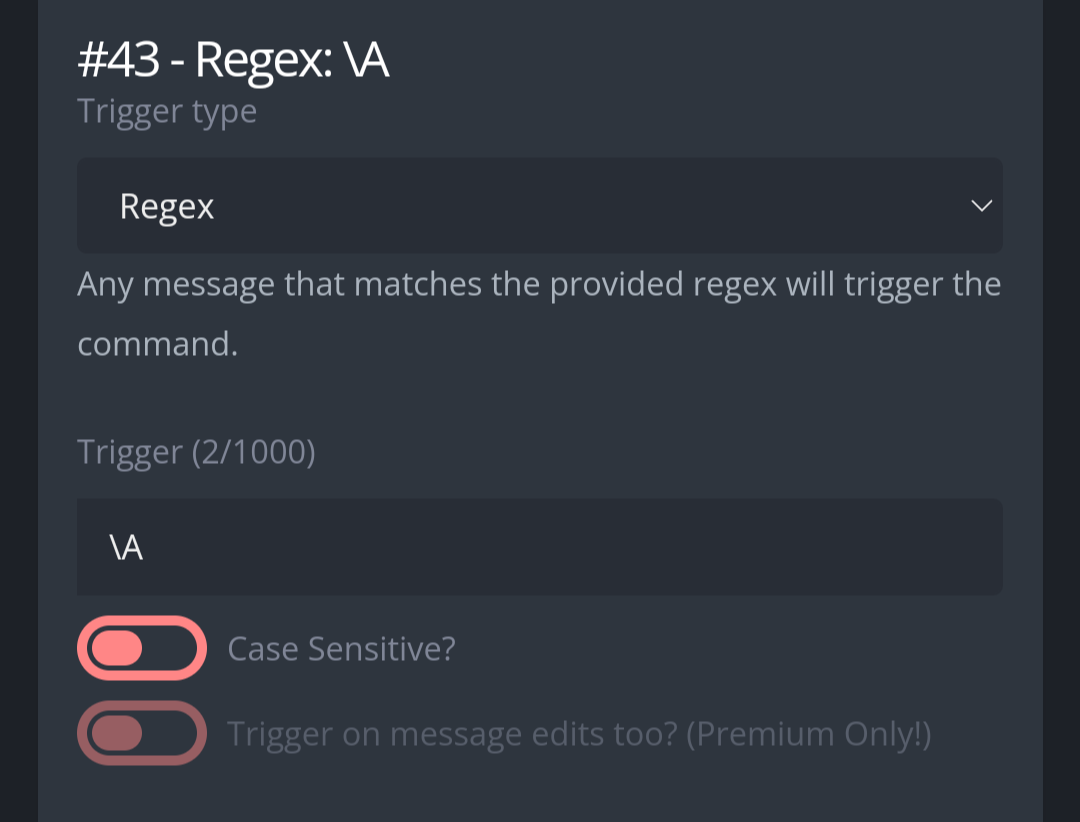 #43 - Regex: \A
Trigger type
Regex
Any message that matches the provided regex will trigger the
command.
Trigger (2/1000)
\A
Case Sensitive?
Trigger on message edits too? (Premium Only!)